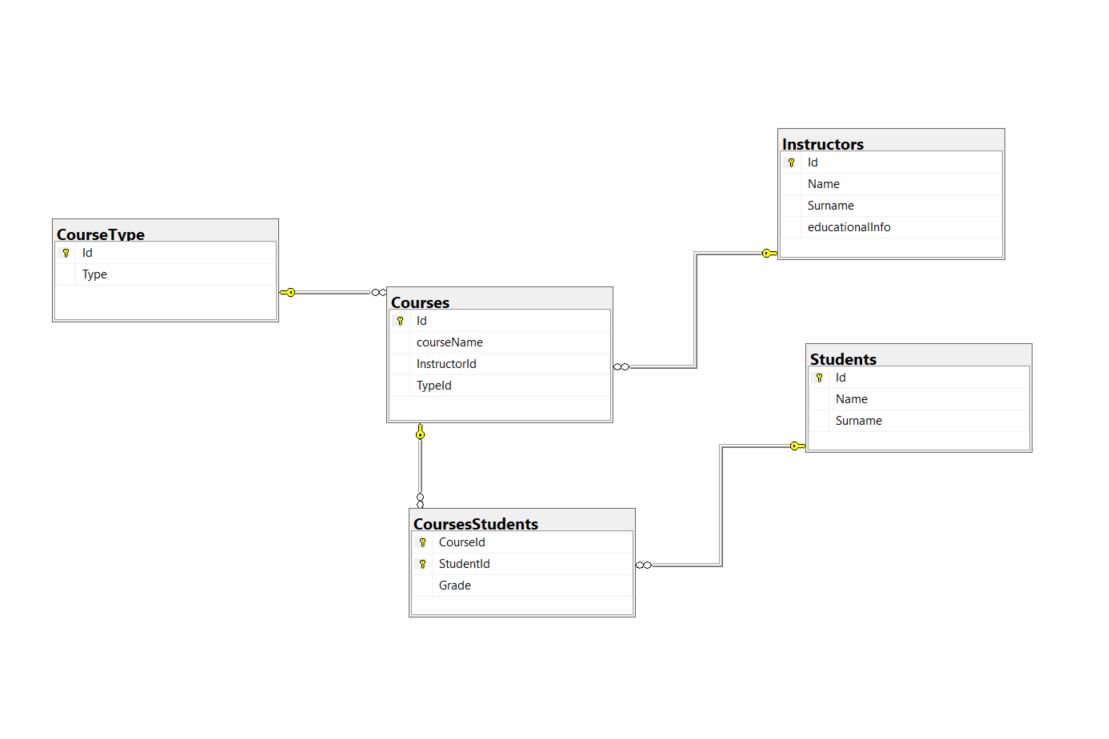 Instructors
Id
Name
Surname
educationalInfo
CourseType
Id
Type
Courses
Id
courseName
InstructorId
TypeId
Students
Id
Name
Surname
CoursesStudents
CourseId
StudentId
Grade